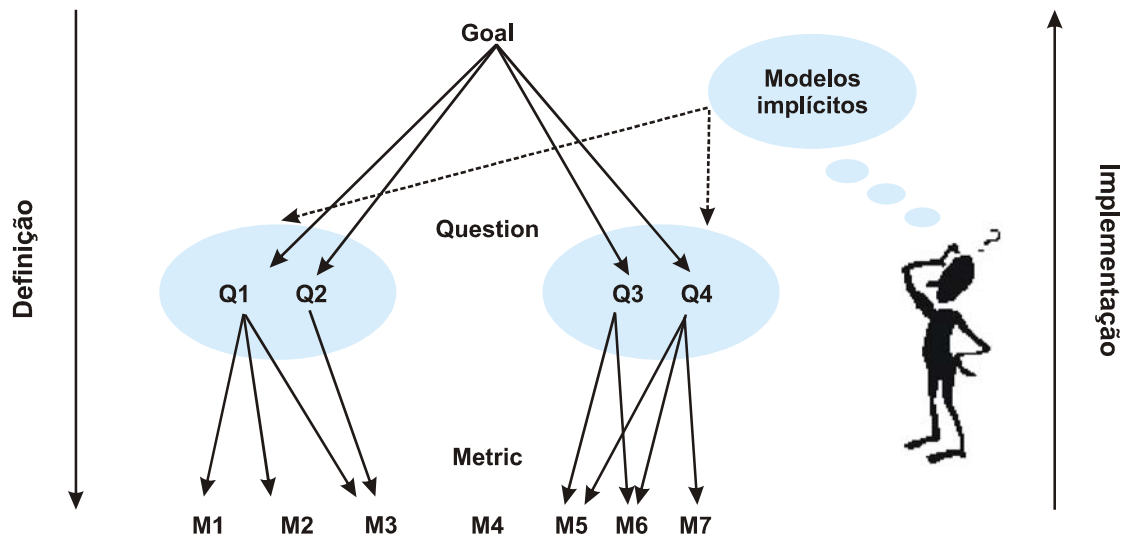 Goal
Modelos
implícitos
Definição
Implementação
Question
Q1 Q2 Q3 Q4
Metric
M1 M2 M3 M4 M5 M6 M7